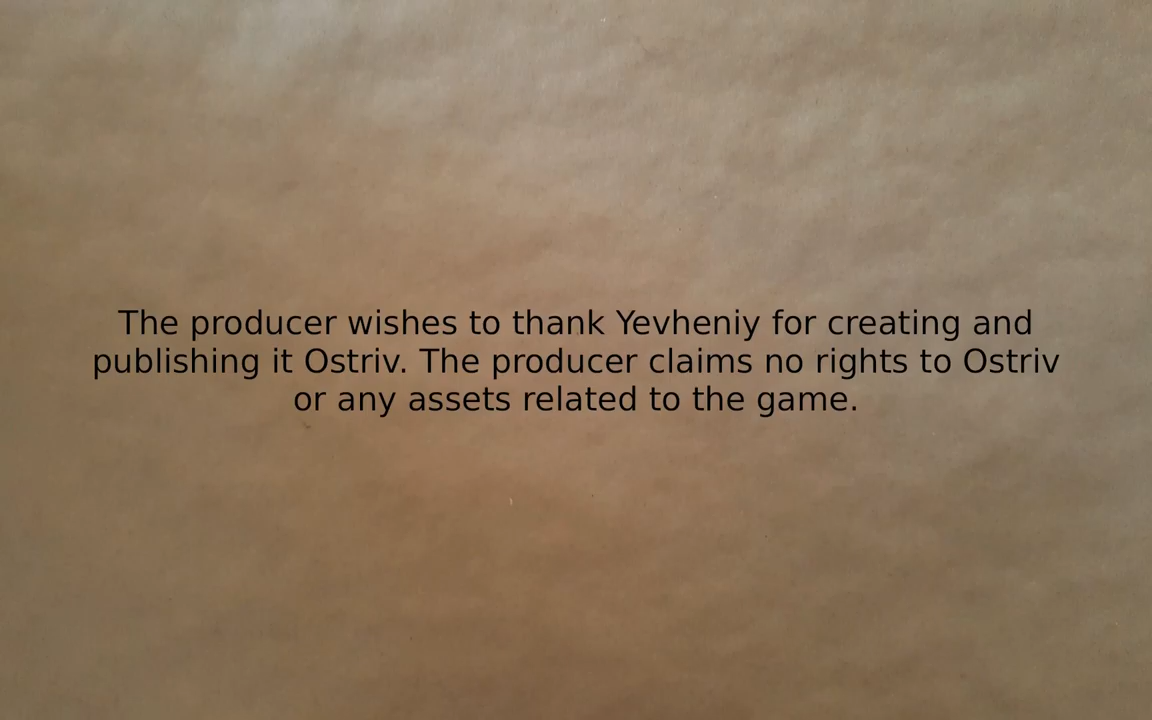 The producer wishes to thank Yevheniy for creating and
publishing it Ostriv. The producer claims no rights to Ostriv
or any assets related to the game.